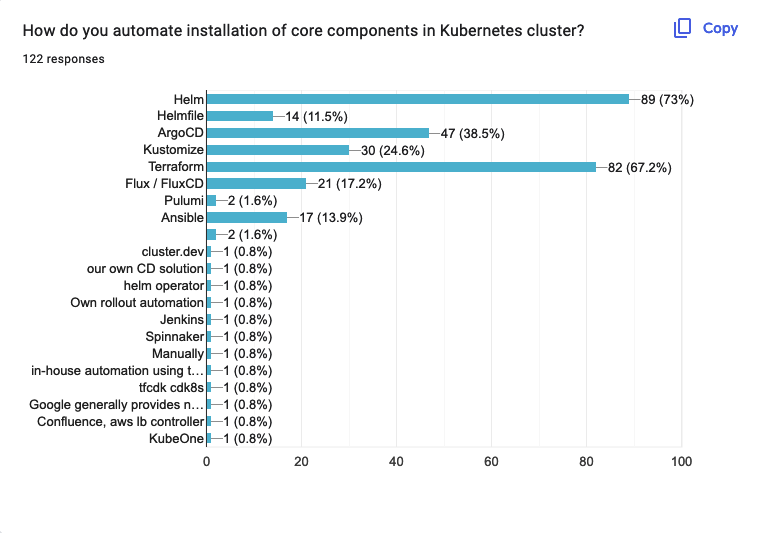 How do you automate installation of core components in Kubernetes cluster?
Copy
122 responses
Helm 89 (73%)
Helmfile 14 (11.5%)
ArgoCD 47 (38.5%)
Kustomize 30 (24.6%)
Terraform 82 (67.2%)
Flux / FluxCD 21 (17.2%)
Pulumi 2 (1.6%)
Ansible 17 (13.9%)
2 (1.6%)
cluster.dev 1 (0.8%)
our own CD solution 1 (0.8%)
helm operator 1 (0.8%)
Own rollout automation 1 (0.8%)
Jenkins 1 (0.8%)
Spinnaker 1 (0.8%)
Manually 1 (0.8%)
in-house automation using t... 1 (0.8%)
tfcdk cdk8s 1 (0.8%)
Google generally provides n... 1 (0.8%)
Confluence, aws lb controller 1 (0.8%)
KubeOne 1 (0.8%)
0 20 40 60 80 100